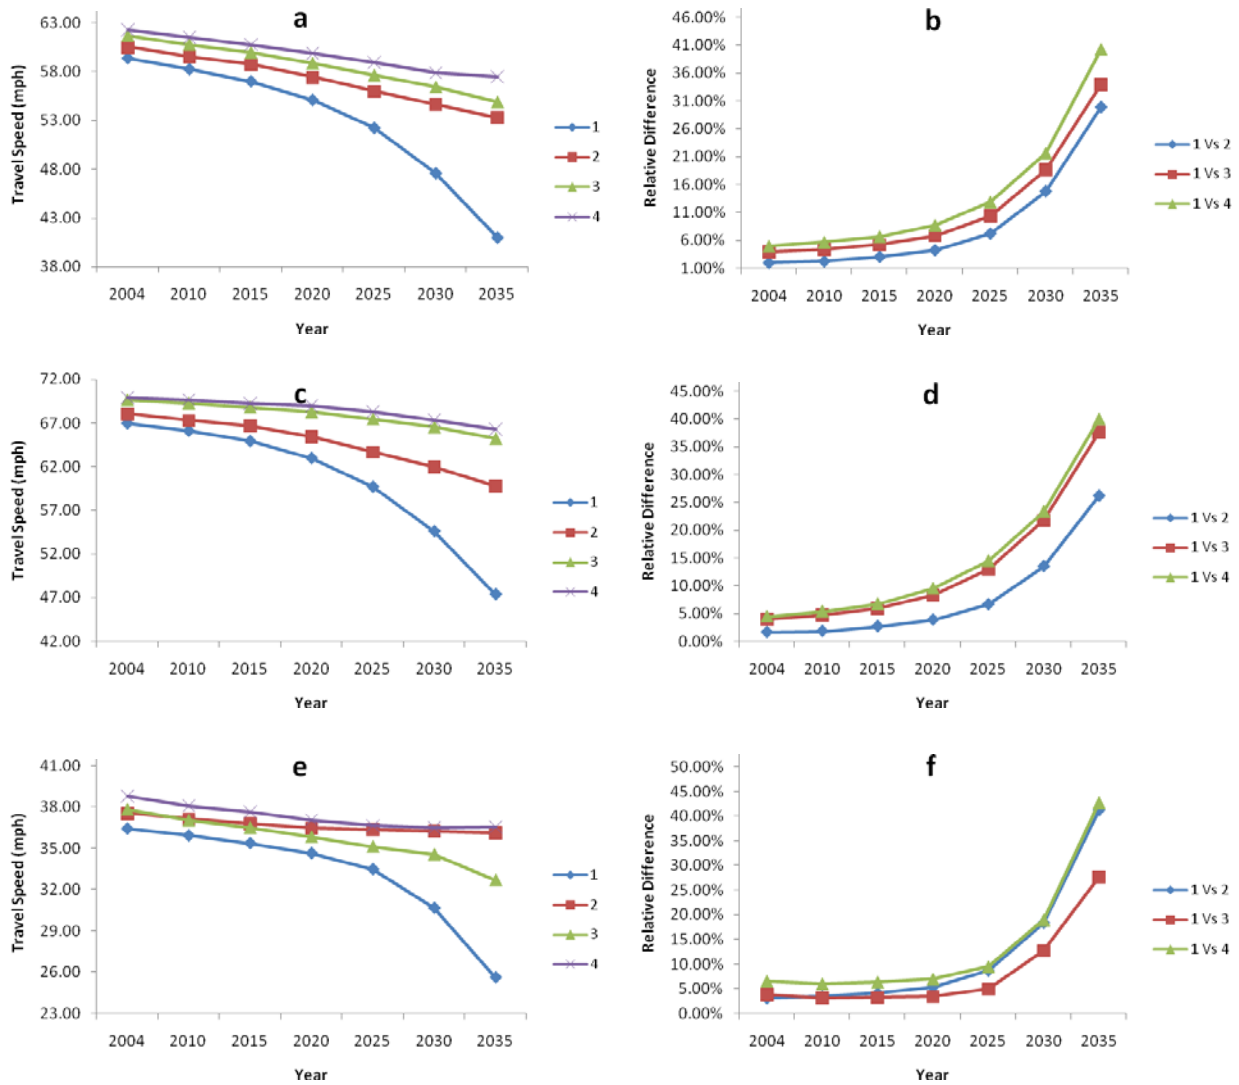 a
63.00
58.00
53.00
48.00
43.00
38.00
Travel Speed (mph)
2004 2010 2015 2020 2025 2030 2035
Year
1
2
3
4
b
46.00%
41.00%
36.00%
31.00%
26.00%
21.00%
16.00%
11.00%
6.00%
1.00%
Relative Difference
2004 2010 2015 2020 2025 2030 2035
Year
1 Vs 2
1 Vs 3
1 Vs 4
c
72.00
67.00
62.00
57.00
52.00
47.00
42.00
Travel Speed (mph)
2004 2010 2015 2020 2025 2030 2035
Year
1
2
3
4
d
45.00%
40.00%
35.00%
30.00%
25.00%
20.00%
15.00%
10.00%
5.00%
0.00%
Relative Difference
2004 2010 2015 2020 2025 2030 2035
Year
1 Vs 2
1 Vs 3
1 Vs 4
e
41.00
38.00
35.00
32.00
29.00
26.00
23.00
Travel Speed (mph)
2004 2010 2015 2020 2025 2030 2035
Year
1
2
3
4
f
50.00%
45.00%
40.00%
35.00%
30.00%
25.00%
20.00%
15.00%
10.00%
5.00%
0.00%
Relative Difference
2004 2010 2015 2020 2025 2030 2035
Year
1 Vs 2
1 Vs 3
1 Vs 4